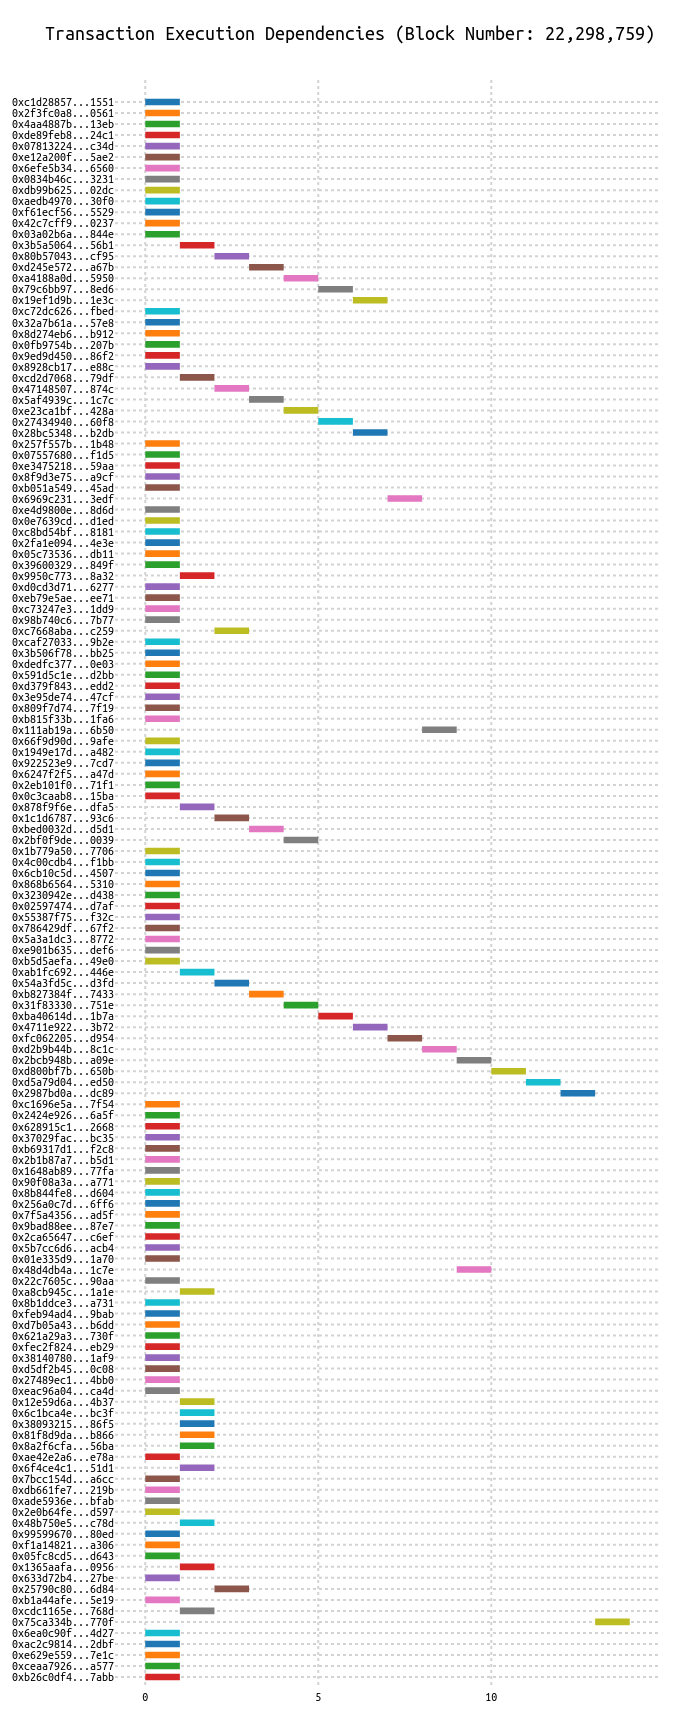 Transaction Execution Dependencies (Block Number: 22,298,759)
0xc1d28857...1551
0x2f3fc0a8...0561
0x4aa4887b...13eb
0xde89feb8...24c1
0x07813224...c34d
0xe12a200f...5ae2
0x6efe5b34...6560
0x0834b46c...3231
0xdb99b625...02dc
0xaedb4970...30f0
0xf61ecf56...5529
0x42c7cff9...0237
0x03a02b6a...844e
0x3b5a5064...56b1
0x80b57043...cf95
0xd245e572...a67b
0xa4188a0d...5950
0x79c6bb97...8ed6
0x19ef1d9b...1e3c
0xc72dc626...fbed
0x32a7b61a...57e8
0x8d274eb6...b912
0x0fb9754b...207b
0x9ed9d450...86f2
0x8928cb17...e88c
0xcd2d7068...79df
0x47148507...874c
0x5af4939c...1c7c
0xe23ca1bf...428a
0x27434940...60f8
0x28bc5348...b2db
0x257f557b...1b48
0x07557680...f1d5
0xe3475218...59aa
0x8f9d3e75...a9cf
0xb051a549...45ad
0x6969c231...3edf
0xe4d9800e...8d6d
0x0e7639cd...d1ed
0xc8bd54bf...8181
0x2fa1e094...4e3e
0x05c73536...db11
0x39600329...849f
0x9950c773...8a32
0xd0cd3d71...6277
0xeb79e5ae...ee71
0xc73247e3...1dd9
0x98b740c6...7b77
0xc7668aba...c259
0xcaf27033...9b2e
0x3b506f78...bb25
0xdedfc377...0e03
0x591d5c1e...d2bb
0xd379f843...edd2
0x3e95de74...47cf
0x809f7d74...7f19
0xb815f33b...1fa6
0x111ab19a...6b50
0x66f9d90d...9afe
0x1949e17d...a482
0x922523e9...7cd7
0x6247f2f5...a47d
0x2eb101f0...71f1
0x0c3caab8...15ba
0x878f9f6e...dfa5
0x1c1d6787...93c6
0xbed0032d...d5d1
0x2bf0f9de...0039
0x1b779a50...7706
0x4c00cdb4...f1bb
0x6cb10c5d...4507
0x868b6564...5310
0x3230942e...d438
0x02597474...d7af
0x55387f75...f32c
0x786429df...67f2
0x5a3a1dc3...8772
0xe901b635...def6
0xb5d5aefa...49e0
0xab1fc692...446e
0x54a3fd5c...d3fd
0xb827384f...7433
0x31f83330...751e
0xba40614d...1b7a
0x4711e922...3b72
0xfc062205...d954
0xd2b9b44b...8c1c
0x2bcb948b...a09e
0xd800bf7b...650b
0xd5a79d04...ed50
0x2987bd0a...dc89
0xc1696e5a...7f54
0x2424e926...6a5f
0x628915c1...2668
0x37029fac...bc35
0xb69317d1...f2c8
0x2b1b87a7...b5d1
0x1648ab89...77fa
0x90f08a3a...a771
0x8b844fe8...d604
0x256a0c7d...6ff6
0x7f5a4356...ad5f
0x9bad88ee...87e7
0x2ca65647...c6ef
0x5b7cc6d6...acb4
0x01e335d9...1a70
0x48d4db4a...1c7e
0x22c7605c...90aa
0xa8cb945c...1a1e
0x8b1ddce3...a731
0xfeb94ad4...9bab
0xd7b05a43...b6dd
0x621a29a3...730f
0xfec2f824...eb29
0x38140780...1af9
0xd5df2b45...0c08
0x27489ec1...4bb0
0xeac96a04...ca4d
0x12e59d6a...4b37
0x6c1bca4e...bc3f
0x38093215...86f5
0x81f8d9da...b866
0x8a2f6cfa...56ba
0xae42e2a6...e78a
0x6f4ce4c1...51d1
0x7bcc154d...a6cc
0xdb661fe7...219b
0xade5936e...bfab
0x2e0b64fe...d597
0x48b750e5...c78d
0x99599670...80ed
0xf1a14821...a306
0x05fc8cd5...d643
0x1365aafa...0956
0x633d72b4...27be
0x25790c80...6d84
0xb1a44afe...5e19
0xcdc1165e...768d
0x75ca334b...770f
0x6ea0c90f...4d27
0xac2c9814...2dbf
0xe629e559...7e1c
0xceaa7926...a577
0xb26c0df4...7abb
0 5 10